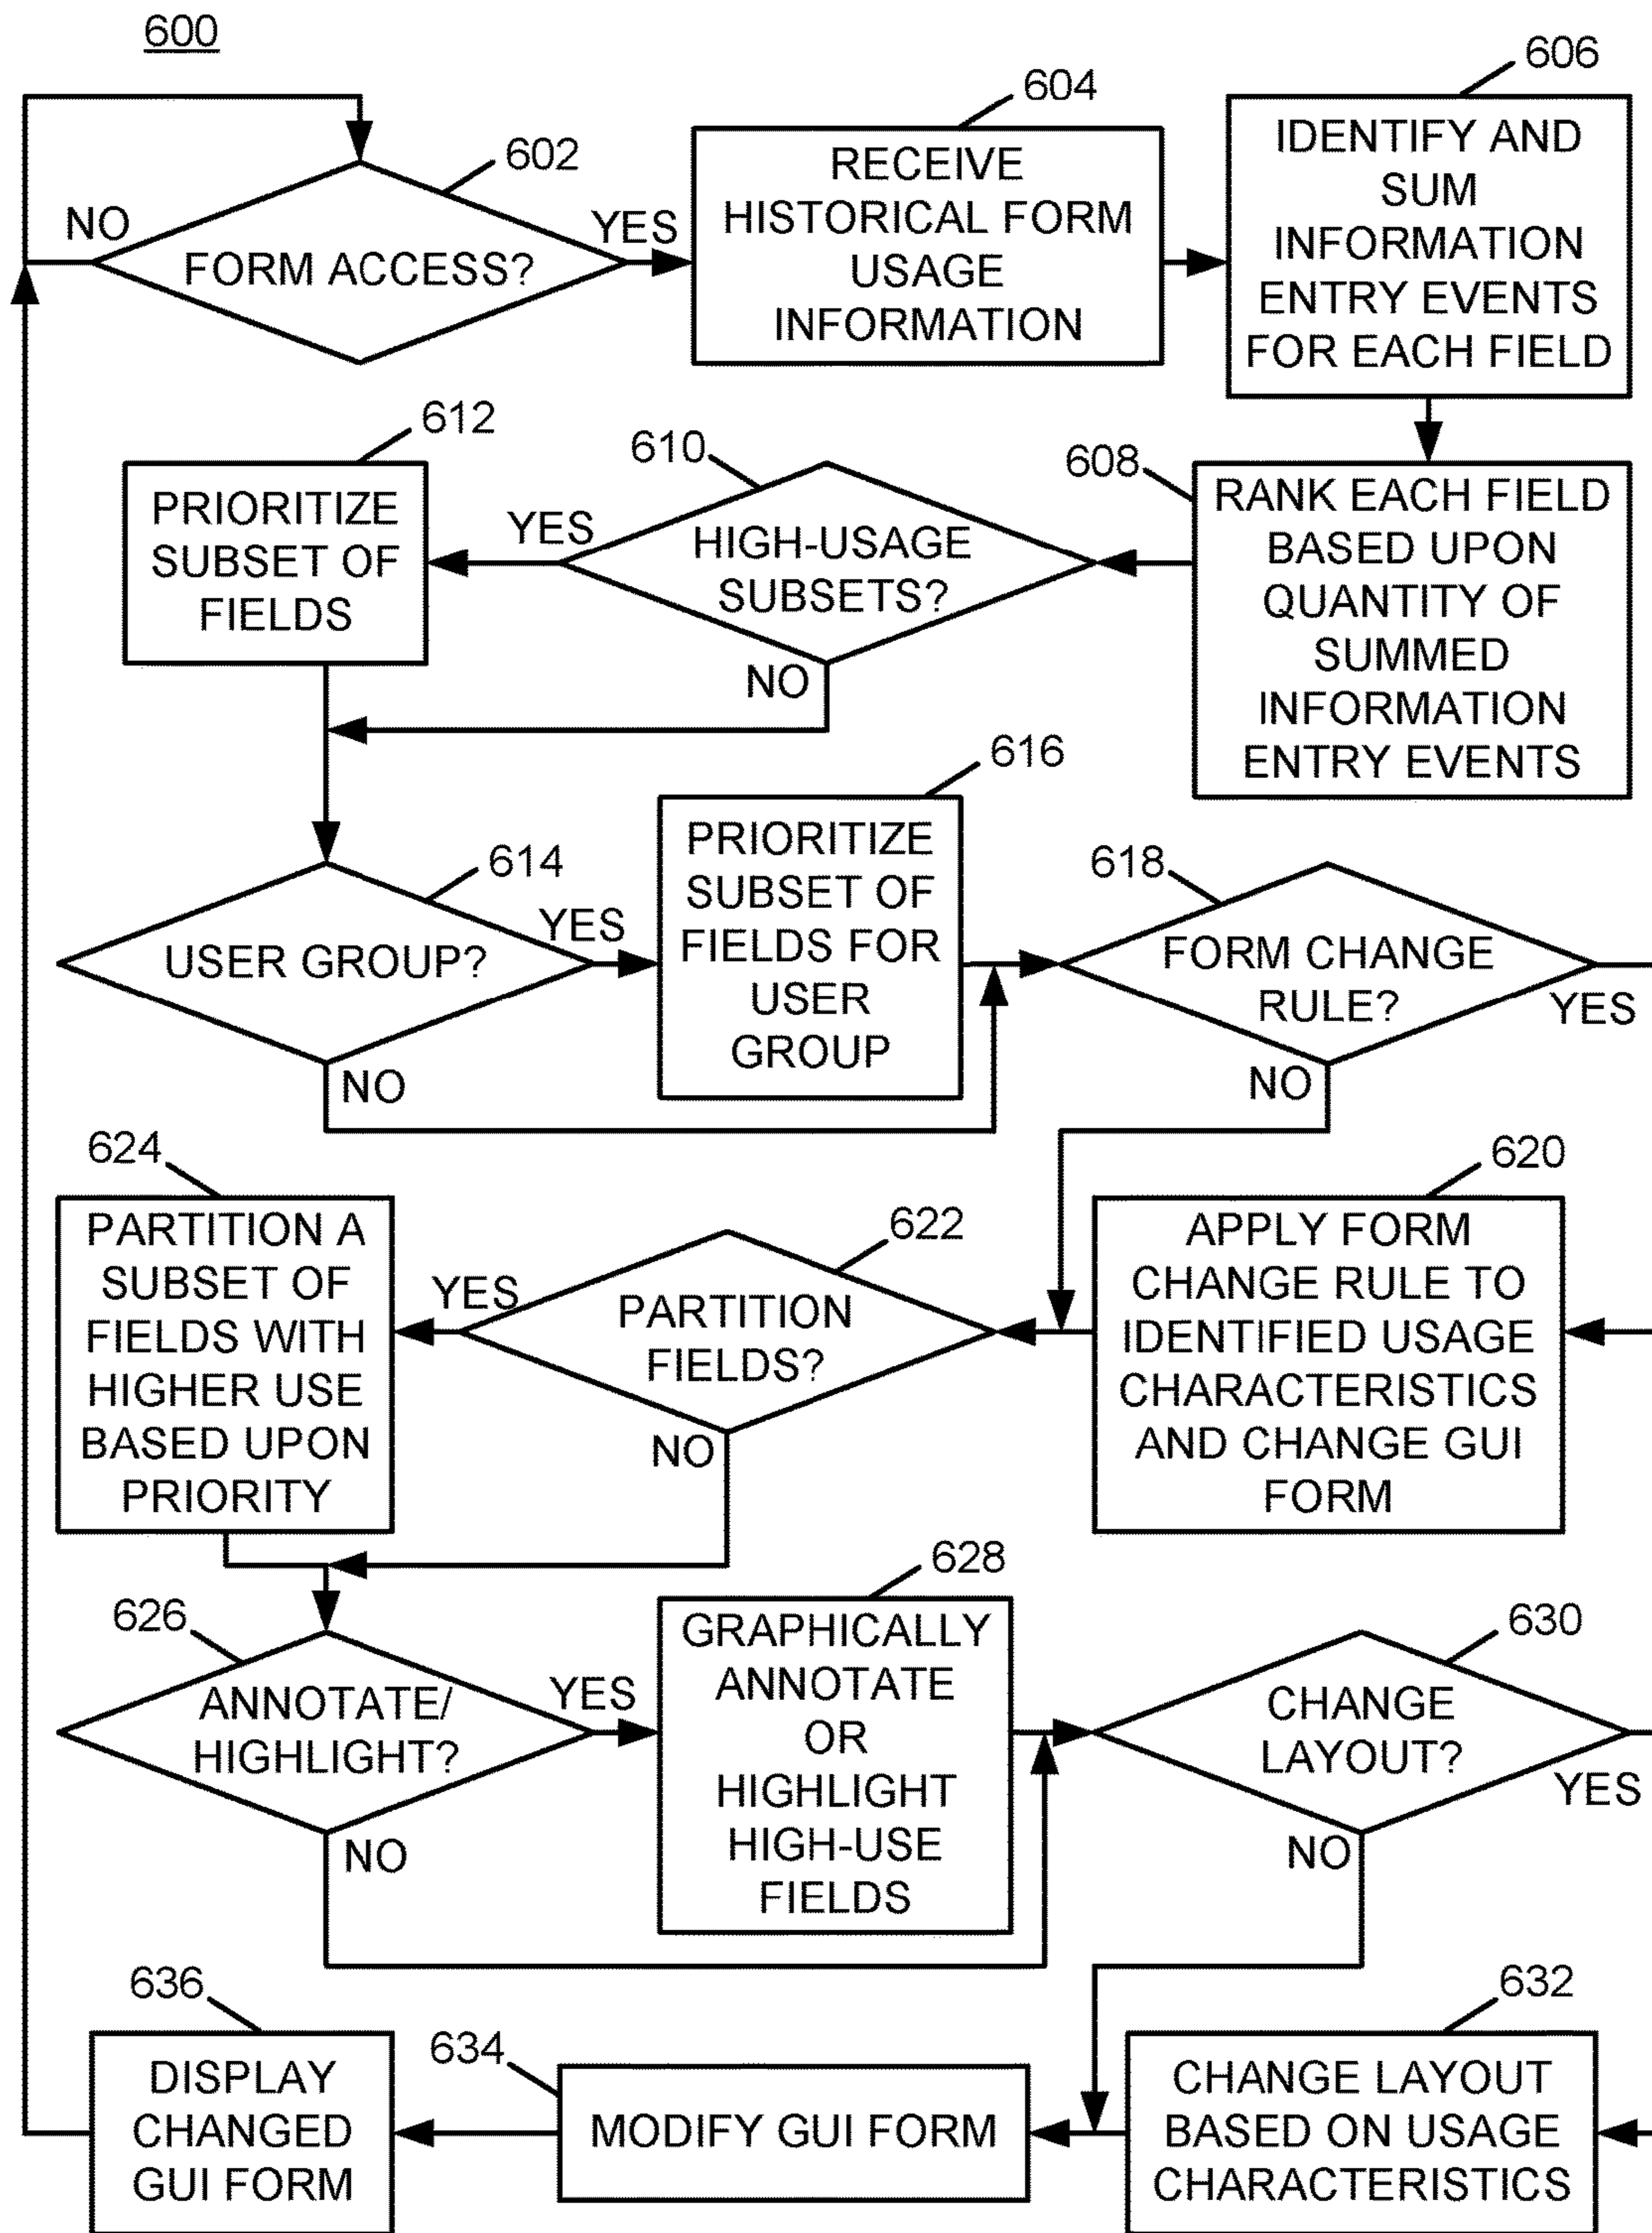 600
602
FORM ACCESS?
NO
YES
604
RECEIVE
HISTORICAL FORM
USAGE
INFORMATION
606
IDENTIFY AND
SUM
INFORMATION
ENTRY EVENTS
FOR EACH FIELD
608
RANK EACH FIELD
BASED UPON
QUANTITY OF
SUMMED
INFORMATION
ENTRY EVENTS
610
HIGH-USAGE
SUBSETS?
YES
NO
612
PRIORITIZE
SUBSET OF
FIELDS
614
USER GROUP?
YES
NO
616
PRIORITIZE
SUBSET OF
FIELDS FOR
USER
GROUP
618
FORM CHANGE
RULE?
YES
NO
620
APPLY FORM
CHANGE RULE TO
IDENTIFIED USAGE
CHARACTERISTICS
AND CHANGE GUI
FORM
622
PARTITION
FIELDS?
YES
NO
624
PARTITION A
SUBSET OF
FIELDS WITH
HIGHER USE
BASED UPON
PRIORITY
626
ANNOTATE/
HIGHLIGHT?
YES
NO
628
GRAPHICALLY
ANNOTATE
OR
HIGHLIGHT
HIGH-USE
FIELDS
630
CHANGE
LAYOUT?
YES
NO
632
CHANGE LAYOUT
BASED ON USAGE
CHARACTERISTICS
634
MODIFY GUI FORM
636
DISPLAY
CHANGED
GUI FORM